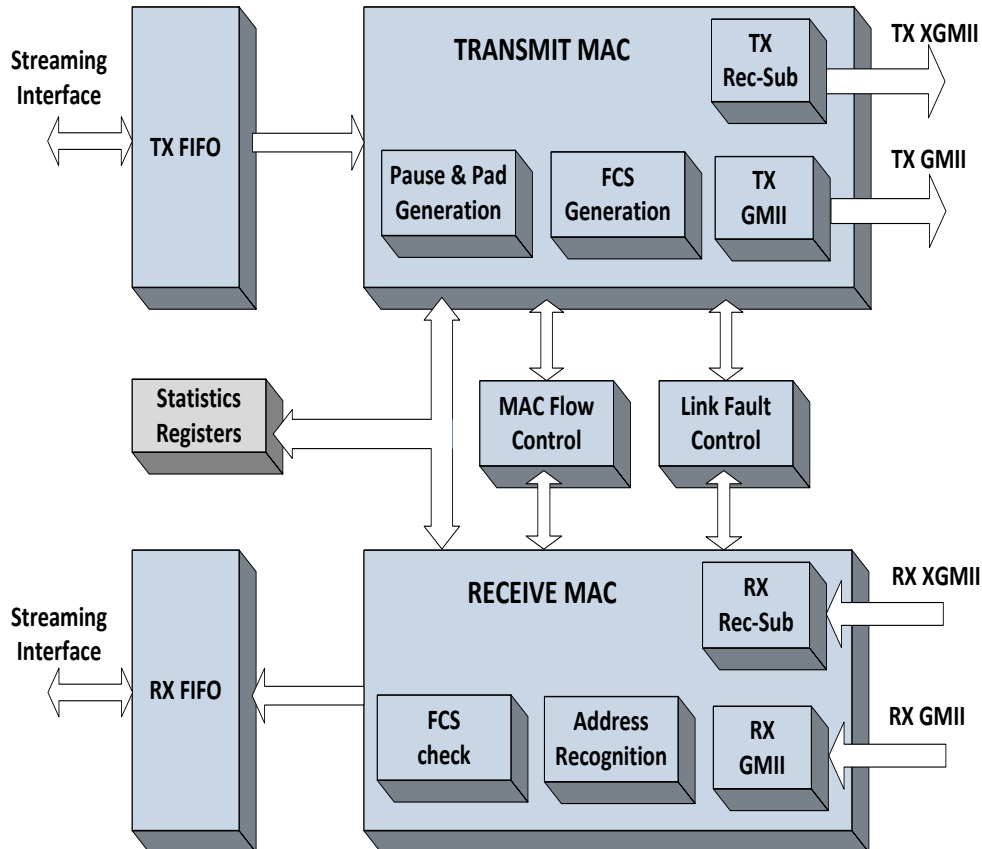 Streaming
Interface
TX FIFO
TRANSMIT MAC
TX
Rec-Sub
TX XGMII
Pause & Pad
Generation
FCS
Generation
TX
GMII
TX GMII
Statistics
Registers
MAC Flow
Control
Link Fault
Control
Streaming
Interface
RX FIFO
RECEIVE MAC
RX
Rec-Sub
RX XGMII
FCS
check
Address
Recognition
RX
GMII
RX GMII